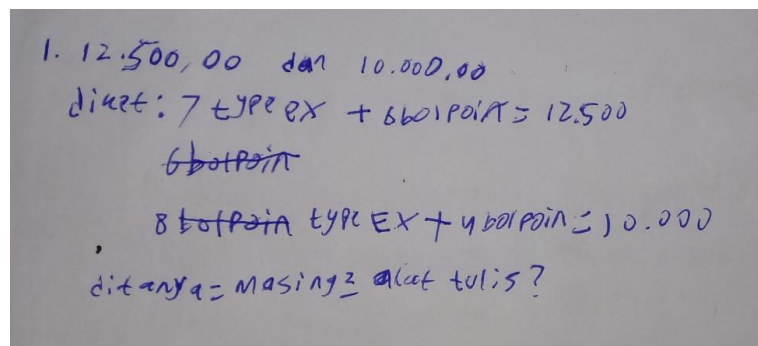 1. 12.500,00 dan 10.000,00
diket: 7 type ex + 6 bolpoin = 12.500
6 bolpoin
8 bolpoin type EX + 4 bolpoin = 10.000
ditanya = masing2 alat tulis?